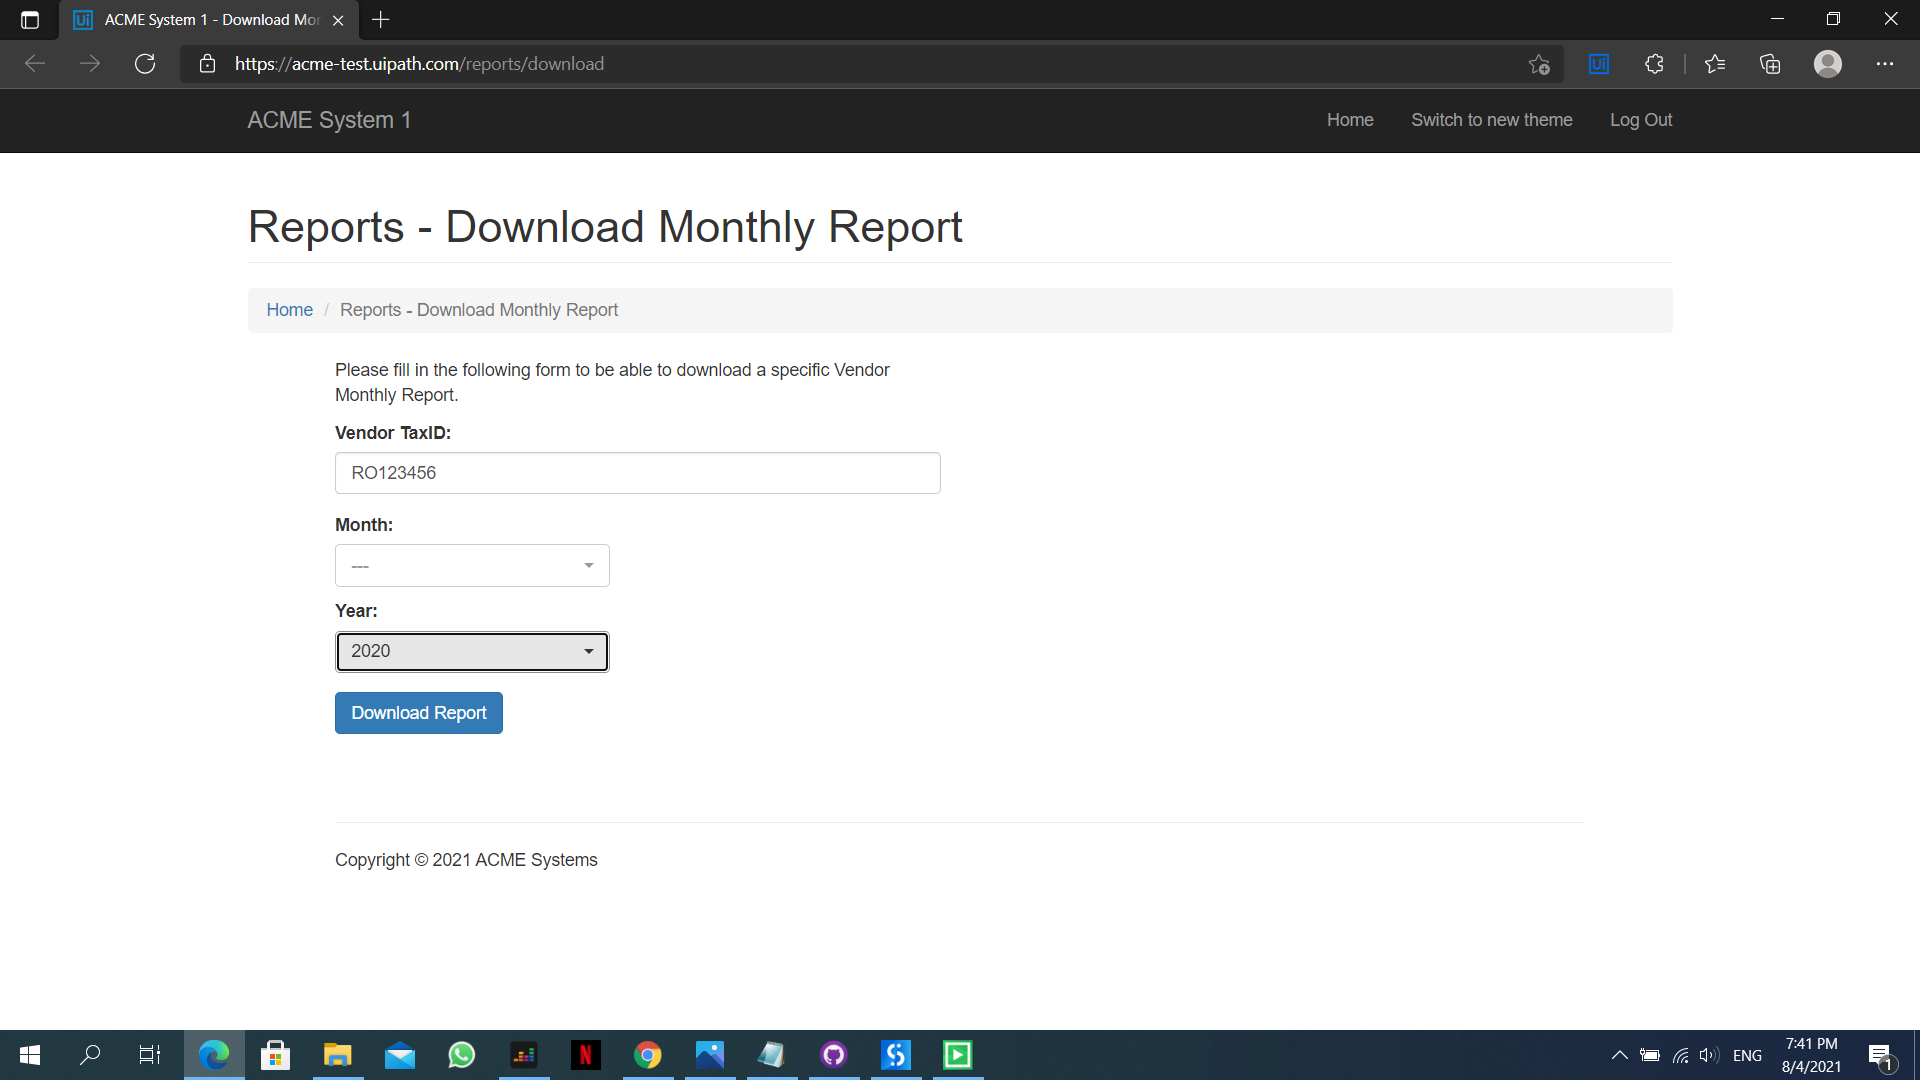 ACME System 1 - Download Mo
https://acme-test.uipath.com/reports/download
ACME System 1
Home
Switch to new theme
Log Out
Reports - Download Monthly Report
Home / Reports - Download Monthly Report
Please fill in the following form to be able to download a specific Vendor
Monthly Report.
Vendor TaxID:
RO123456
Month:
---
Year:
2020
Download Report
Copyright © 2021 ACME Systems
ENG
7:41 PM
8/4/2021
1